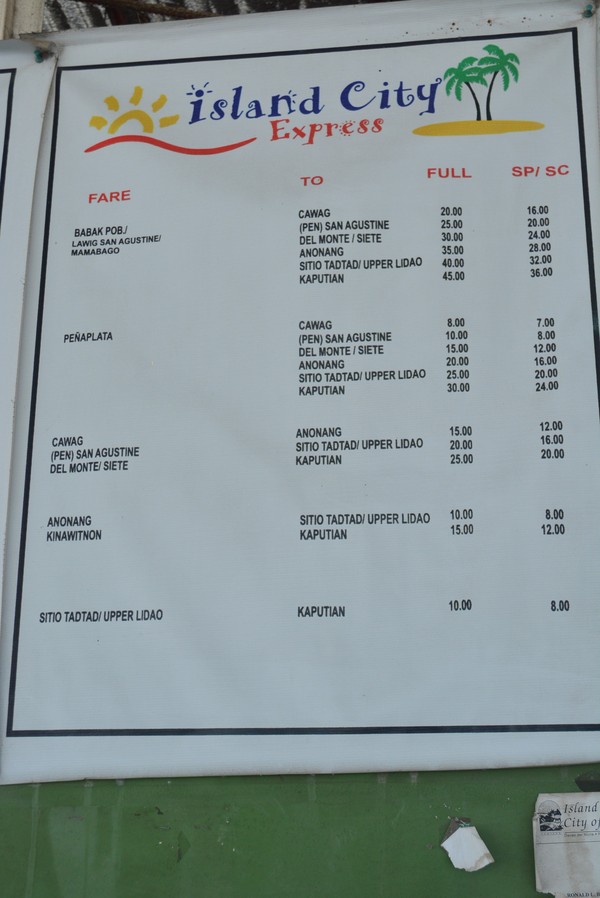 Island City
Express
FARE TO FULL SP/ SC
BABAK POB./
LAWIG SAN AGUSTINE/
MAMABAGO
CAWAG 20.00 16.00
(PEN) SAN AGUSTINE 25.00 20.00
DEL MONTE / SIETE 30.00 24.00
ANONANG 35.00 28.00
SITIO TADTAD/ UPPER LIDAO 40.00 32.00
KAPUTIAN 45.00 36.00
PEÑAPLATA
CAWAG 8.00 7.00
(PEN) SAN AGUSTINE 10.00 8.00
DEL MONTE / SIETE 15.00 12.00
ANONANG 20.00 16.00
SITIO TADTAD/ UPPER LIDAO 25.00 20.00
KAPUTIAN 30.00 24.00
CAWAG
(PEN) SAN AGUSTINE
DEL MONTE/ SIETE
ANONANG 15.00 12.00
SITIO TADTAD/ UPPER LIDAO 20.00 16.00
KAPUTIAN 25.00 20.00
ANONANG SITIO TADTAD/ UPPER LIDAO 10.00 8.00
KINAWITNON KAPUTIAN 15.00 12.00
SITIO TADTAD/ UPPER LIDAO KAPUTIAN 10.00 8.00
Island
City of